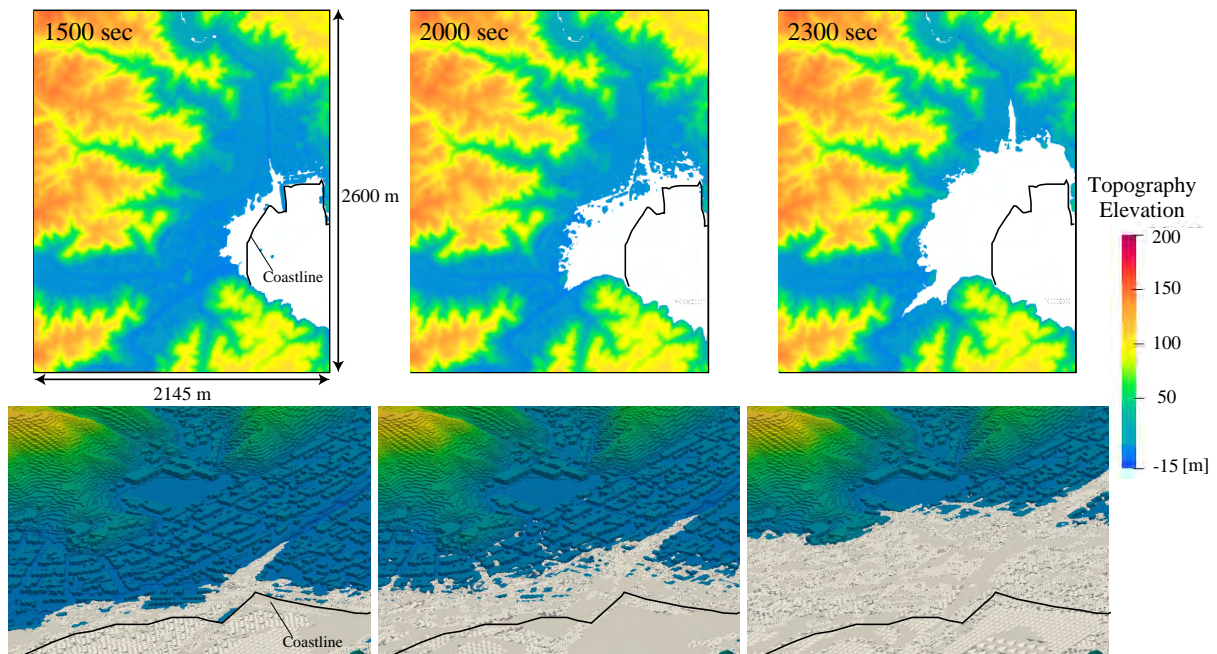 1500 sec
2000 sec
2300 sec
2600 m
Coastline
2145 m
Topography
Elevation
200
150
100
50
-15 [m]
Coastline